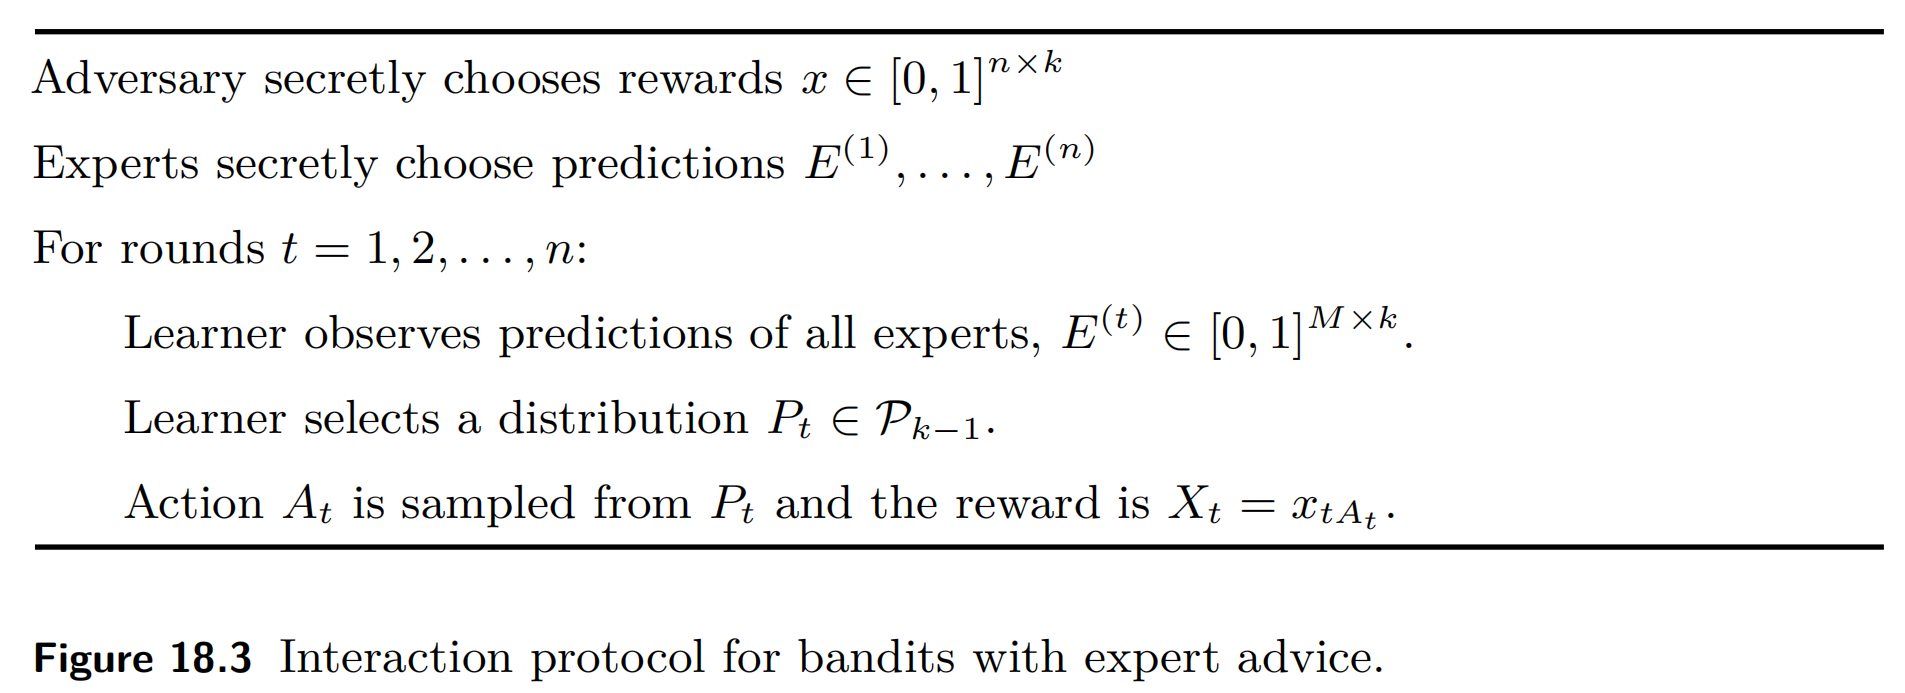 Adversary secretly chooses rewards $x \in [0, 1]^{n \times k}$
Experts secretly choose predictions $E^{(1)}, \ldots, E^{(n)}$
For rounds $t = 1, 2, \ldots, n$:
Learner observes predictions of all experts, $E^{(t)} \in [0, 1]^{M \times k}$.
Learner selects a distribution $P_t \in \mathcal{P}_{k-1}$.
Action $A_t$ is sampled from $P_t$ and the reward is $X_t = x_{tA_t}$.
Figure 18.3 Interaction protocol for bandits with expert advice.